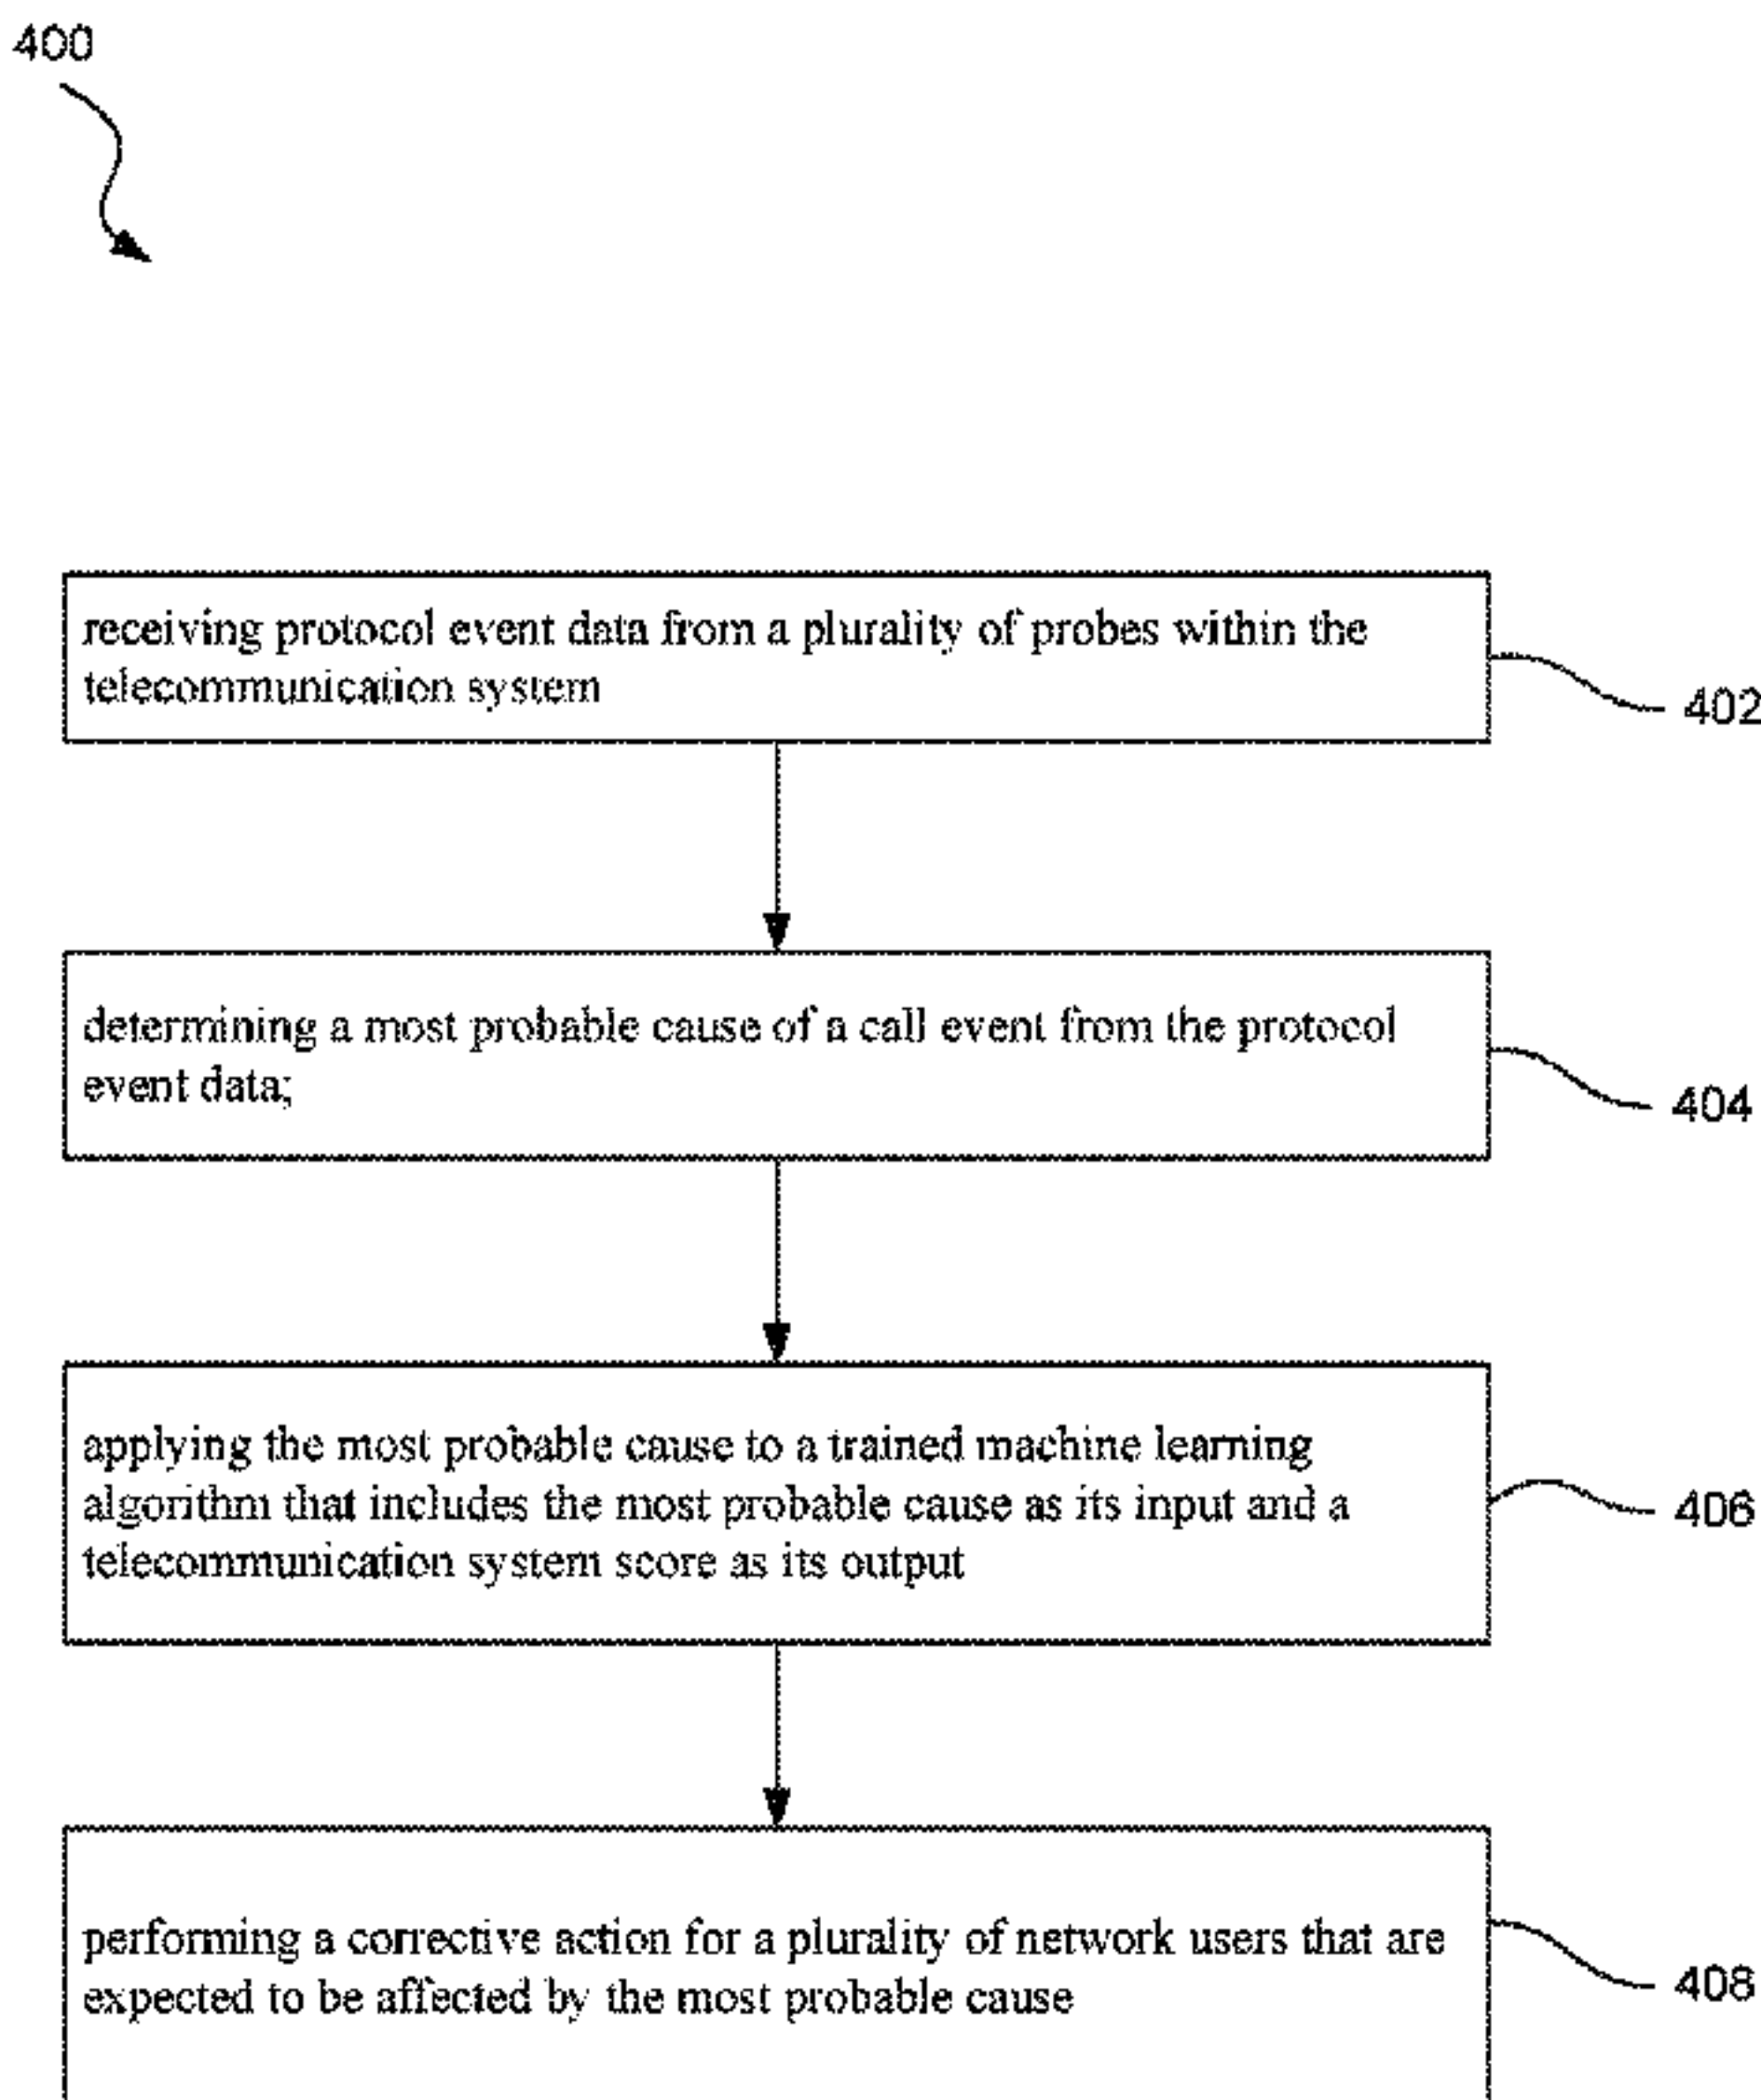 400
receiving protocol event data from a plurality of probes within the
telecommunication system
402
determining a most probable cause of a call event from the protocol
event data;
404
applying the most probable cause to a trained machine learning
algorithm that includes the most probable cause as its input and a
telecommunication system score as its output
406
performing a corrective action for a plurality of network users that are
expected to be affected by the most probable cause
408